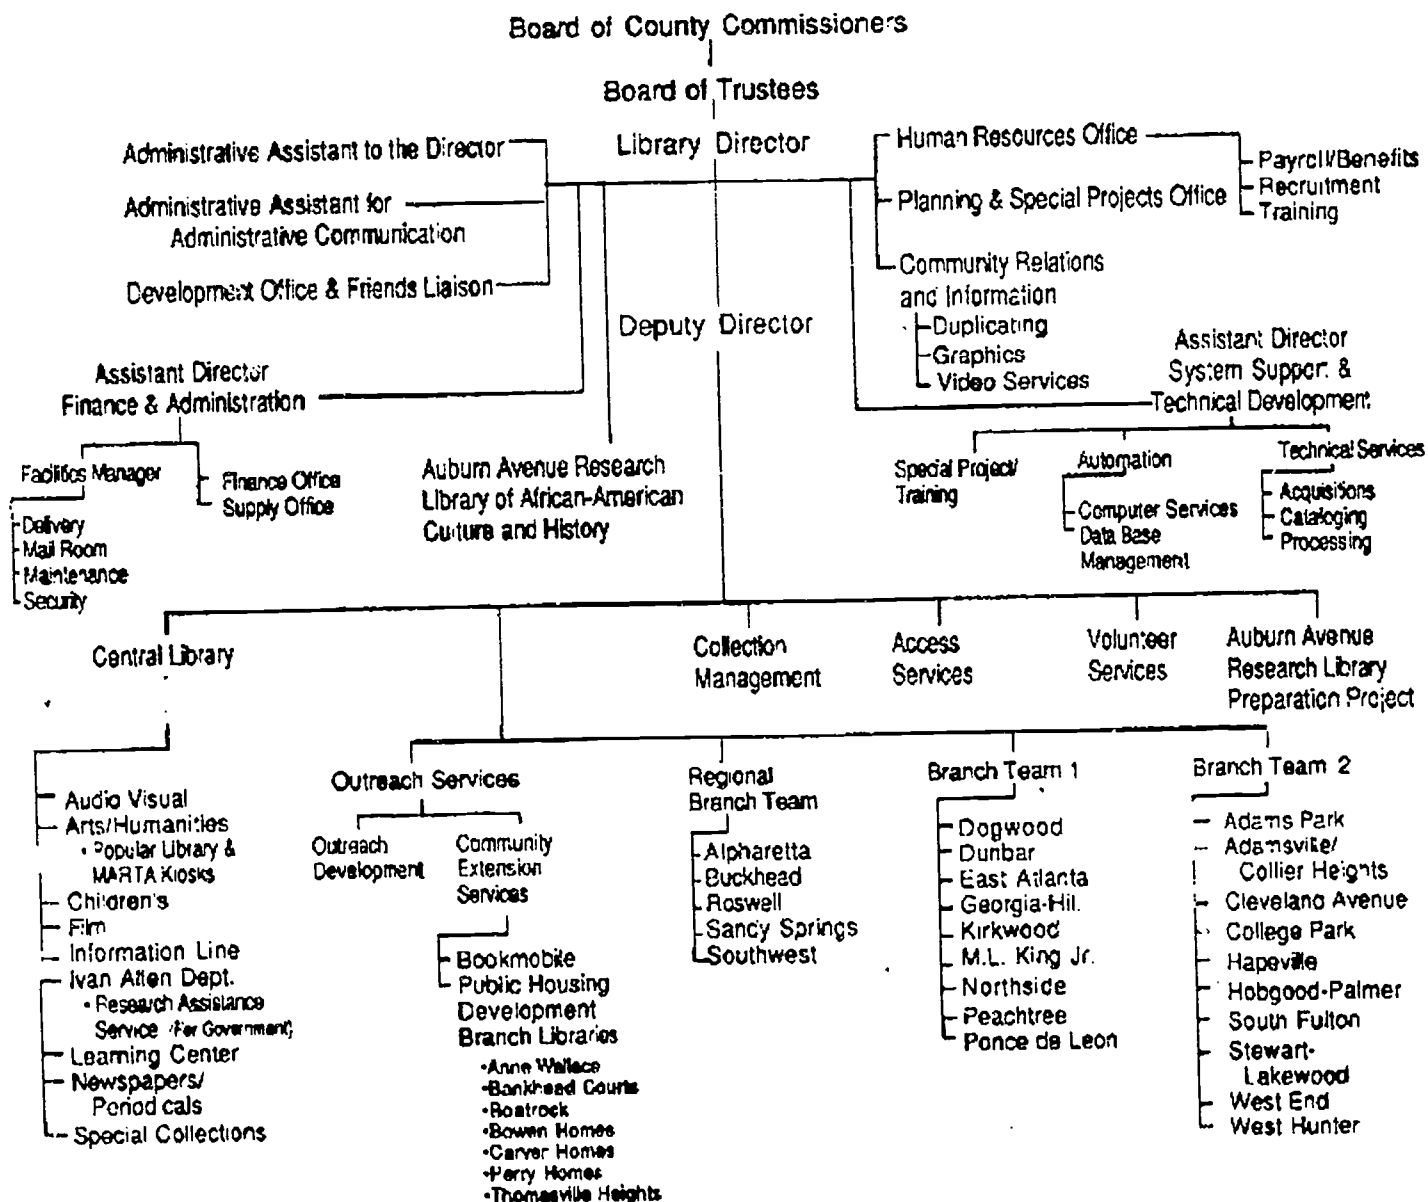 Board of County Commissioners
Board of Trustees
Library Director
Administrative Assistant to the Director
Administrative Assistant for
Administrative Communication
Development Office & Friends Liaison
Human Resources Office
Payroll/Benefits
Recruitment
Training
Planning & Special Projects Office
Community Relations
and Information
Duplicating
Graphics
Video Services
Deputy Director
Assistant Director
Finance & Administration
Facilities Manager
Delivery
Mail Room
Maintenance
Security
Finance Office
Supply Office
Auburn Avenue Research
Library of African-American
Culture and History
Assistant Director
System Support &
Technical Development
Special Project/
Training
Automation
Computer Services
Data Base
Management
Technical Services
Acquisitions
Cataloging
Processing
Central Library
Collection
Management
Access
Services
Volunteer
Services
Auburn Avenue
Research Library
Preparation Project
Audio Visual
Arts/Humanities
• Popular Library &
MARTA Kiosks
Children's
Film
Information Line
Ivan Allen Dept.
• Research Assistance
Service (For Government)
Learning Center
Newspapers/
Periodicals
Special Collections
Outreach Services
Outreach
Development
Community
Extension
Services
Bookmobile
Public Housing
Development
Branch Libraries
•Anne Wallace
•Bankhead Courts
•Boatrock
•Bowen Homes
•Carver Homes
•Perry Homes
•Thomasville Heights
Regional
Branch Team
Alpharetta
Buckhead
Roswell
Sandy Springs
Southwest
Branch Team 1
Dogwood
Dunbar
East Atlanta
Georgia-Hil.
Kirkwood
M.L. King Jr.
Northside
Peachtree
Ponce de Leon
Branch Team 2
Adams Park
Adamsville/
Collier Heights
Cleveland Avenue
College Park
Hapeville
Hobgood-Palmer
South Fulton
Stewart-
Lakewood
West End
West Hunter